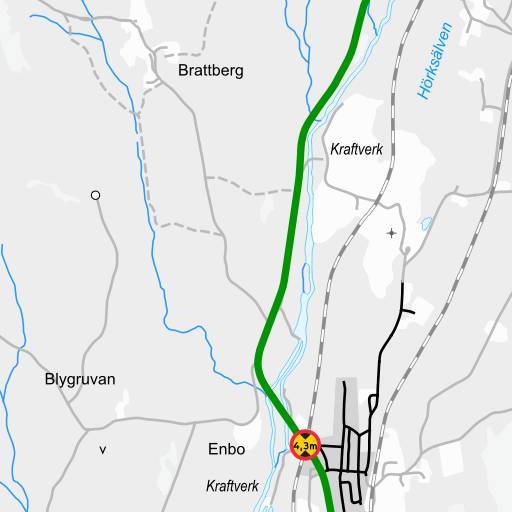 Hörksälven
Brattberg
Kraftverk
Blygruvan
4,3m
Enbo
Kraftverk